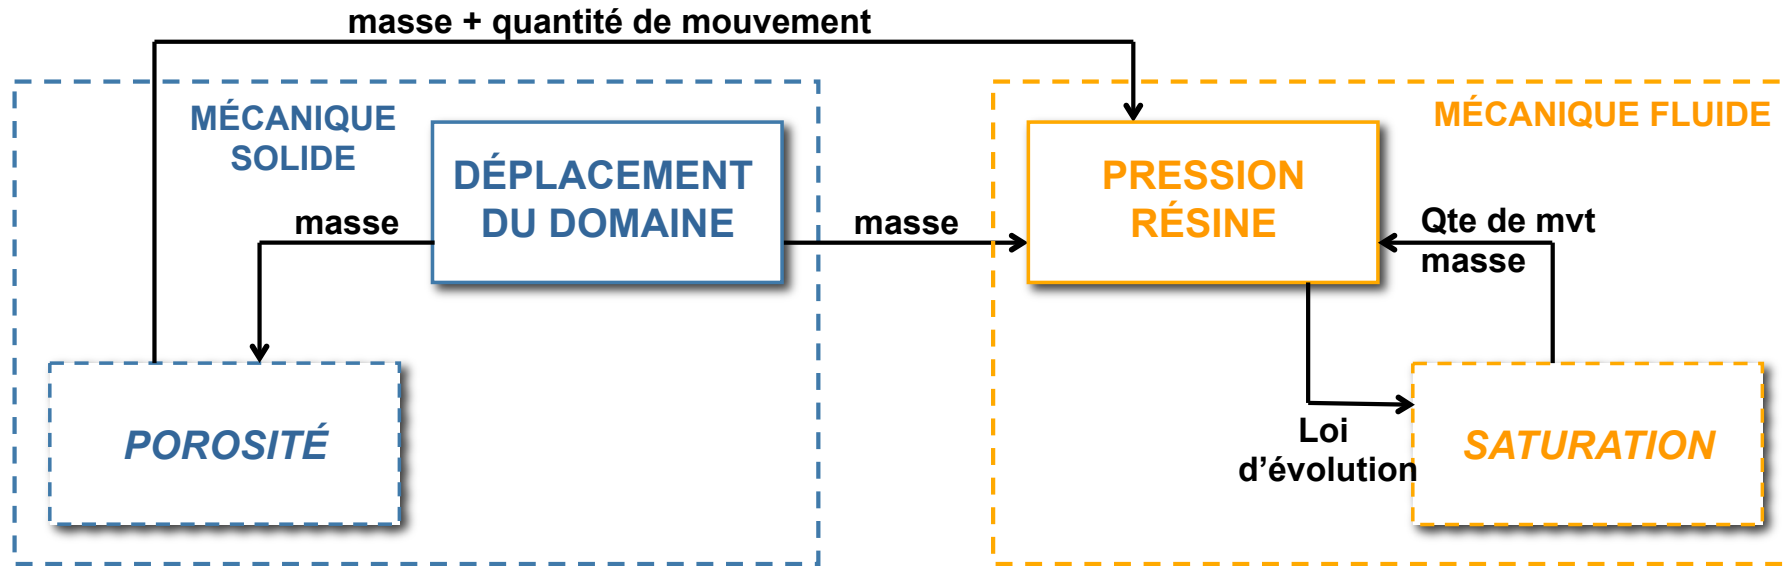 masse + quantité de mouvement
MÉCANIQUE
SOLIDE
DÉPLACEMENT
DU DOMAINE
masse
masse
POROSITÉ
MÉCANIQUE FLUIDE
PRESSION
RÉSINE
Qte de mvt
masse
Loi
d’évolution
SATURATION